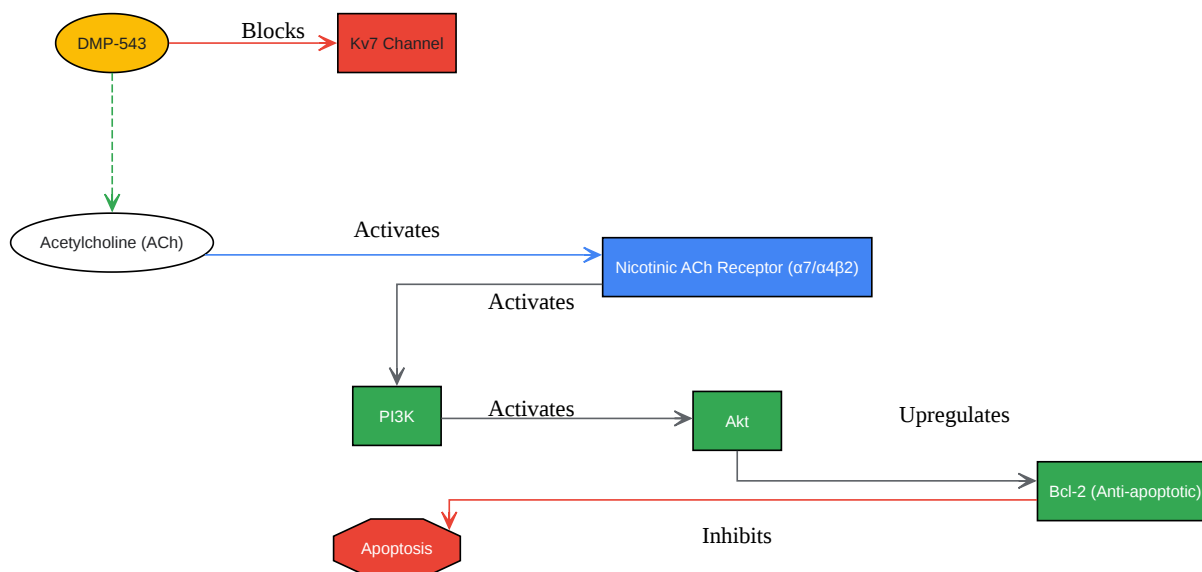 DMP-543
Blocks
Kv7 Channel
Acetylcholine (ACh)
Activates
Nicotinic ACh Receptor (α7/α4β2)
Activates
PI3K
Activates
Akt
Upregulates
Bcl-2 (Anti-apoptotic)
Inhibits
Apoptosis